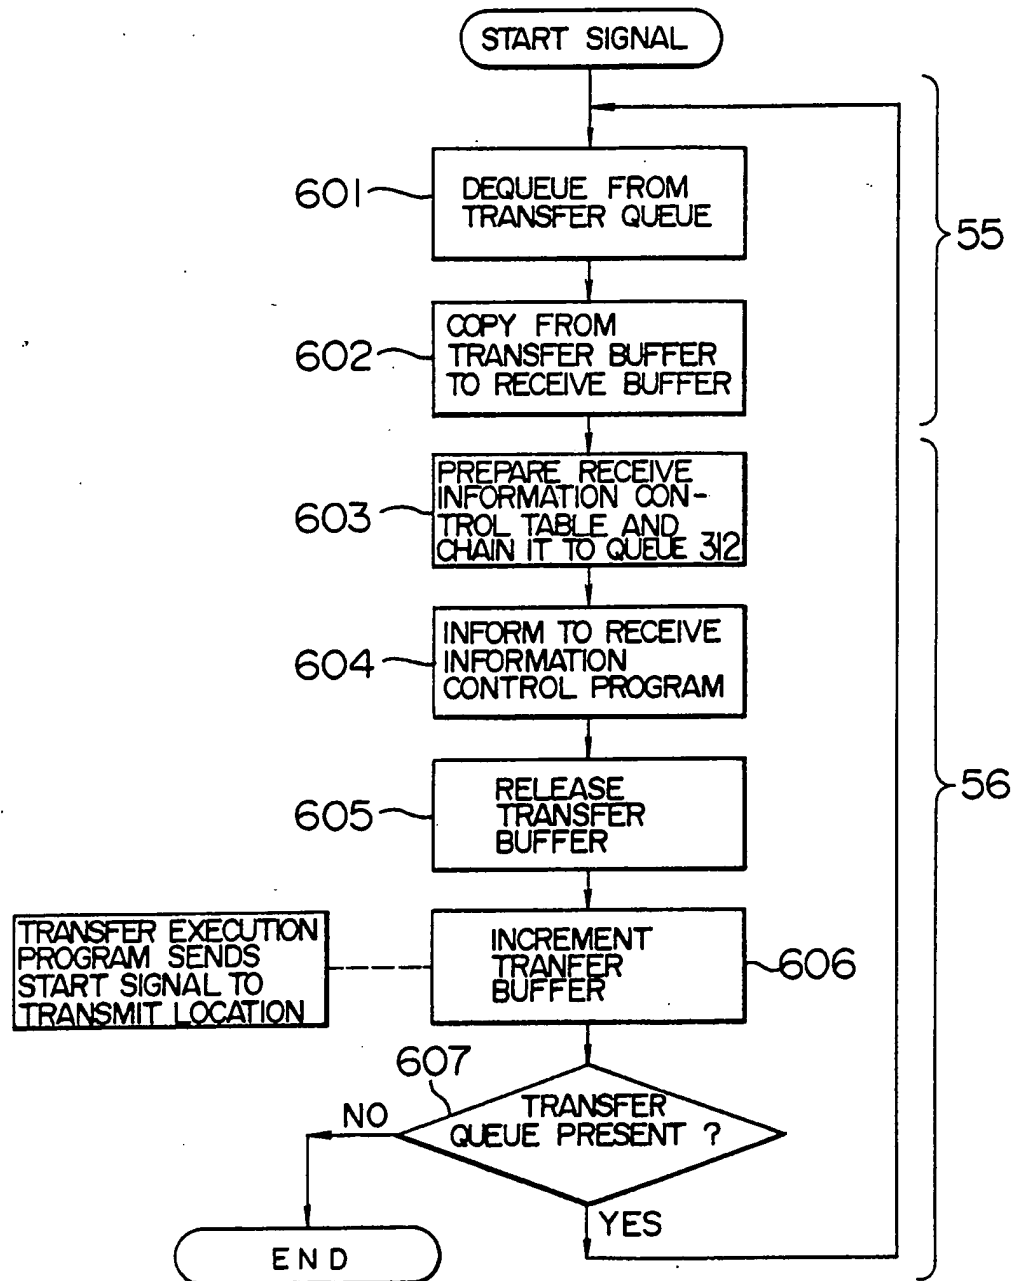 START SIGNAL
601
DEQUEUE FROM
TRANSFER QUEUE
55
602
COPY FROM
TRANSFER BUFFER
TO RECEIVE BUFFER
603
PREPARE RECEIVE
INFORMATION CON-
TROL TABLE AND
CHAIN IT TO QUEUE 312
604
INFORM TO RECEIVE
INFORMATION
CONTROL PROGRAM
56
605
RELEASE
TRANSFER
BUFFER
TRANSFER EXECUTION
PROGRAM SENDS
START SIGNAL TO
TRANSMIT LOCATION
INCREMENT
TRANFER
BUFFER
606
607
TRANSFER
QUEUE PRESENT ?
NO
YES
END